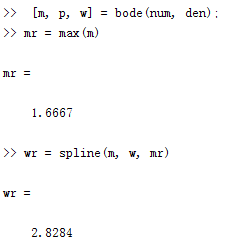 >> [m, p, w] = bode(num, den);
>> mr = max(m)
mr =
1.6667
>> wr = spline(m, w, mr)
wr =
2.8284